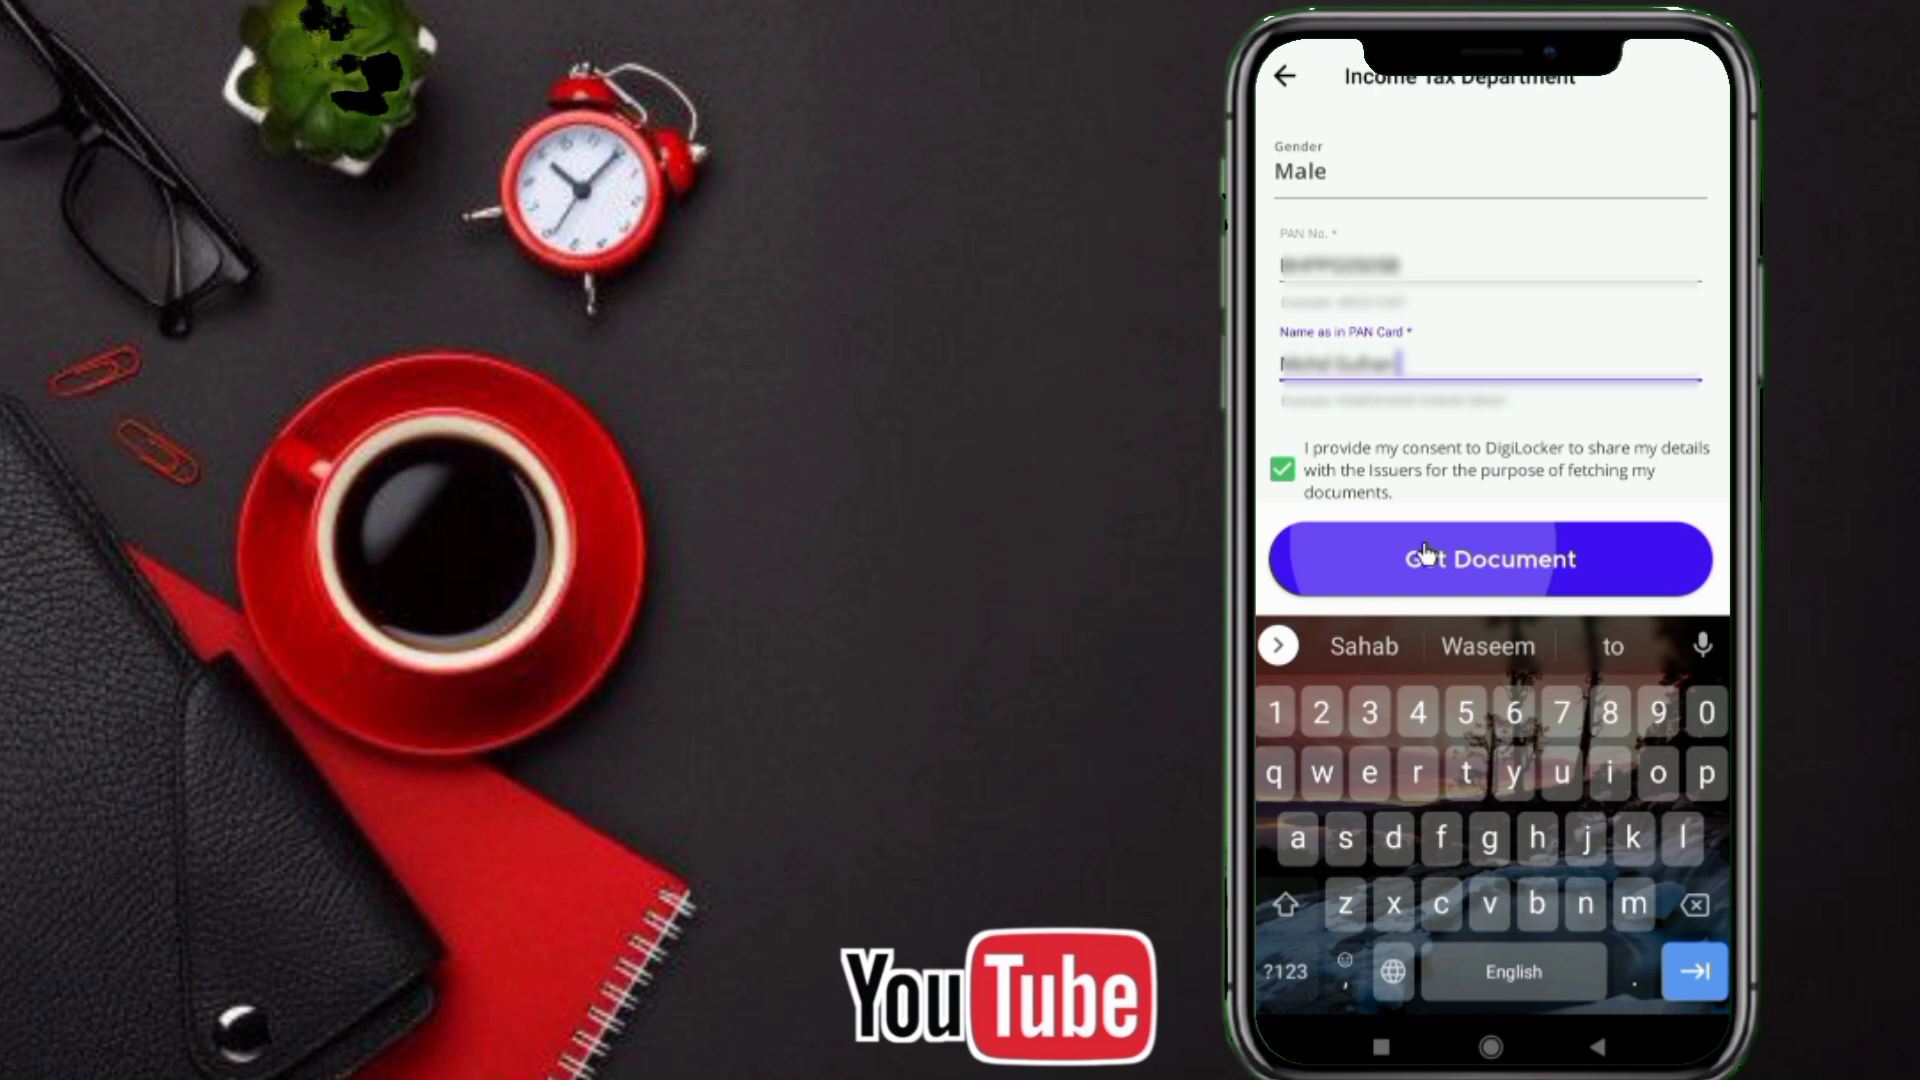 Income Tax Department
Gender
Male
PAN No. *
Name as in PAN Card *
I provide my consent to DigiLocker to share my details
with the Issuers for the purpose of fetching my
documents.
Get Document
Sahab Waseem to
1 2 3 4 5 6 7 8 9 0
q w e r t y u i o p
a s d f g h j k l
z x c v b n m
?123 , English .
YouTube